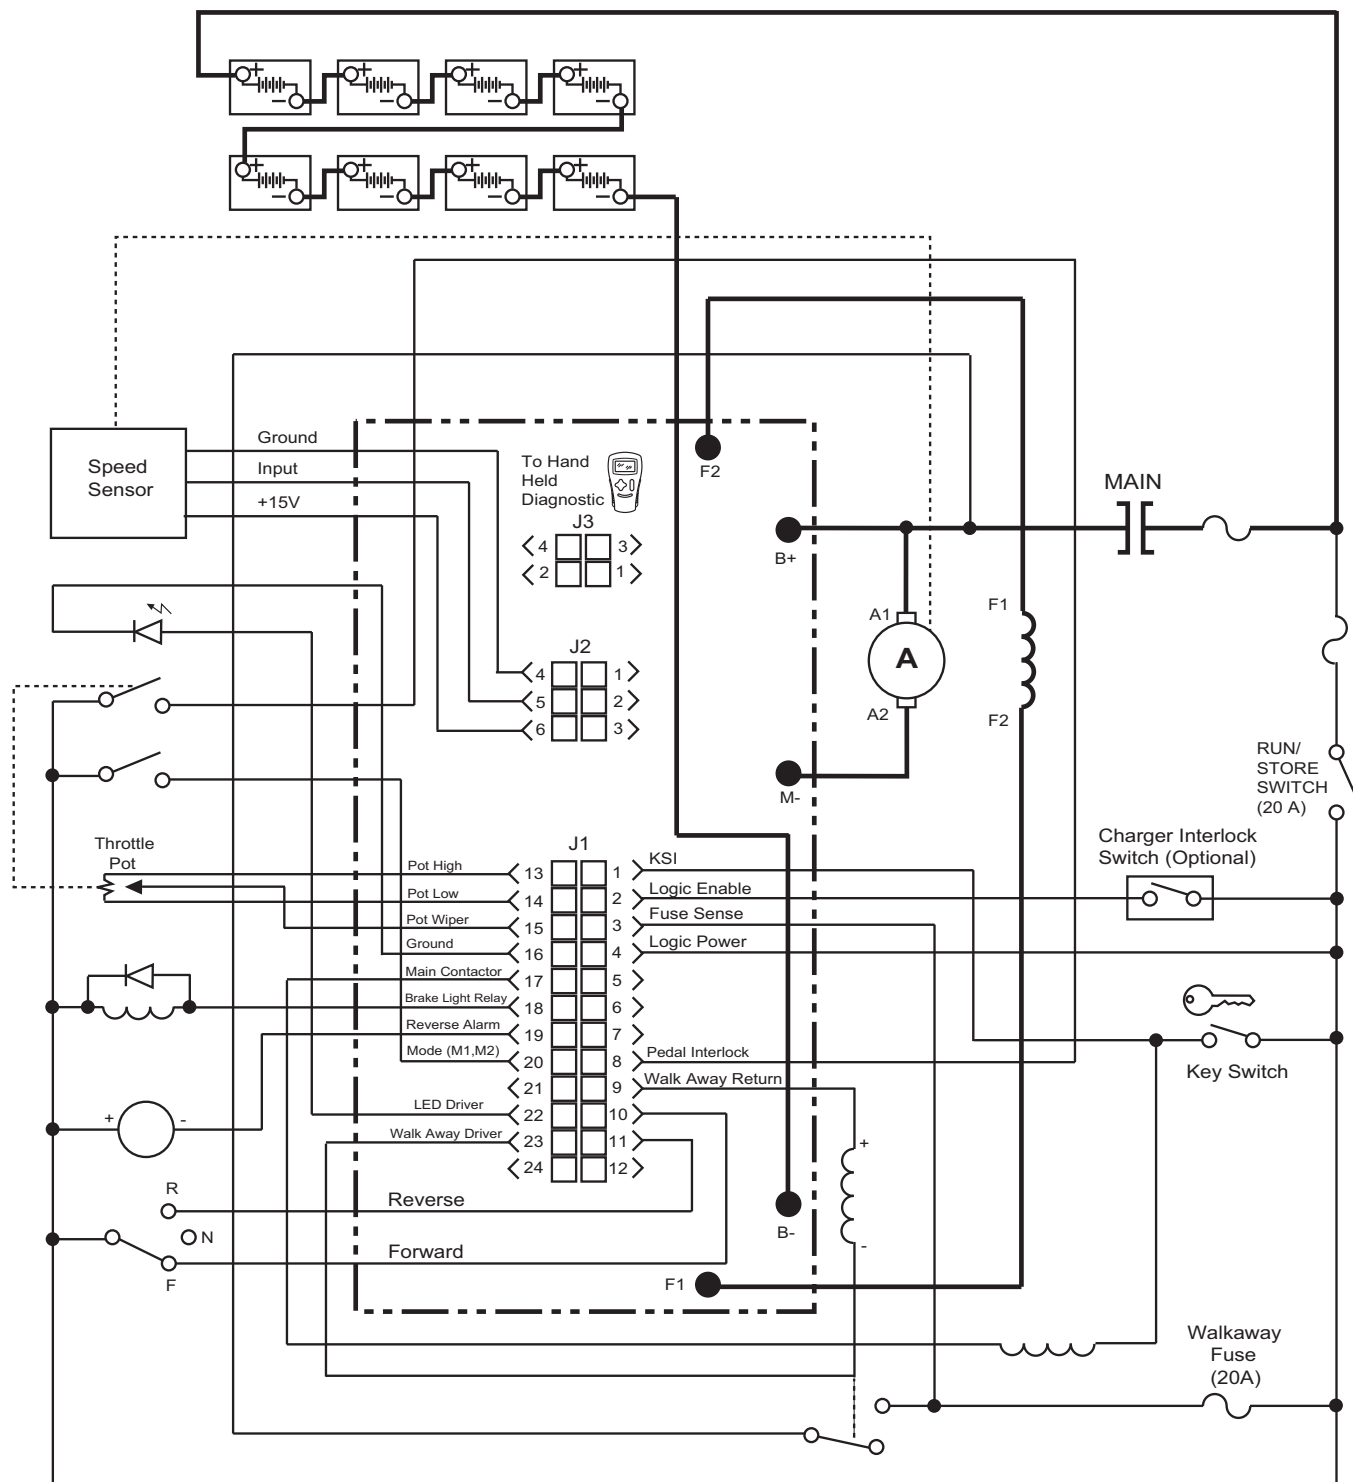 + + + +
− − − −
+ + + +
− − − −
Speed
Sensor
Ground
Input
+15V
To Hand
Held
Diagnostic
J3
4 3
2 1
F2
B+
MAIN
A1
A
A2
F1
F2
J2
4 1
5 2
6 3
M-
RUN/
STORE
SWITCH
(20 A)
Charger Interlock
Switch (Optional)
Throttle
Pot
J1
Pot High 13 1 KSI
Pot Low 14 2 Logic Enable
Pot Wiper 15 3 Fuse Sense
Ground 16 4 Logic Power
Main Contactor 17 5
Brake Light Relay 18 6
Reverse Alarm 19 7
Mode (M1,M2) 20 8 Pedal Interlock
21 9 Walk Away Return
LED Driver 22 10
Walk Away Driver 23 11
24 12
Key Switch
+ -
+
-
R
N
F
Reverse
Forward
B-
F1
Walkaway
Fuse
(20A)